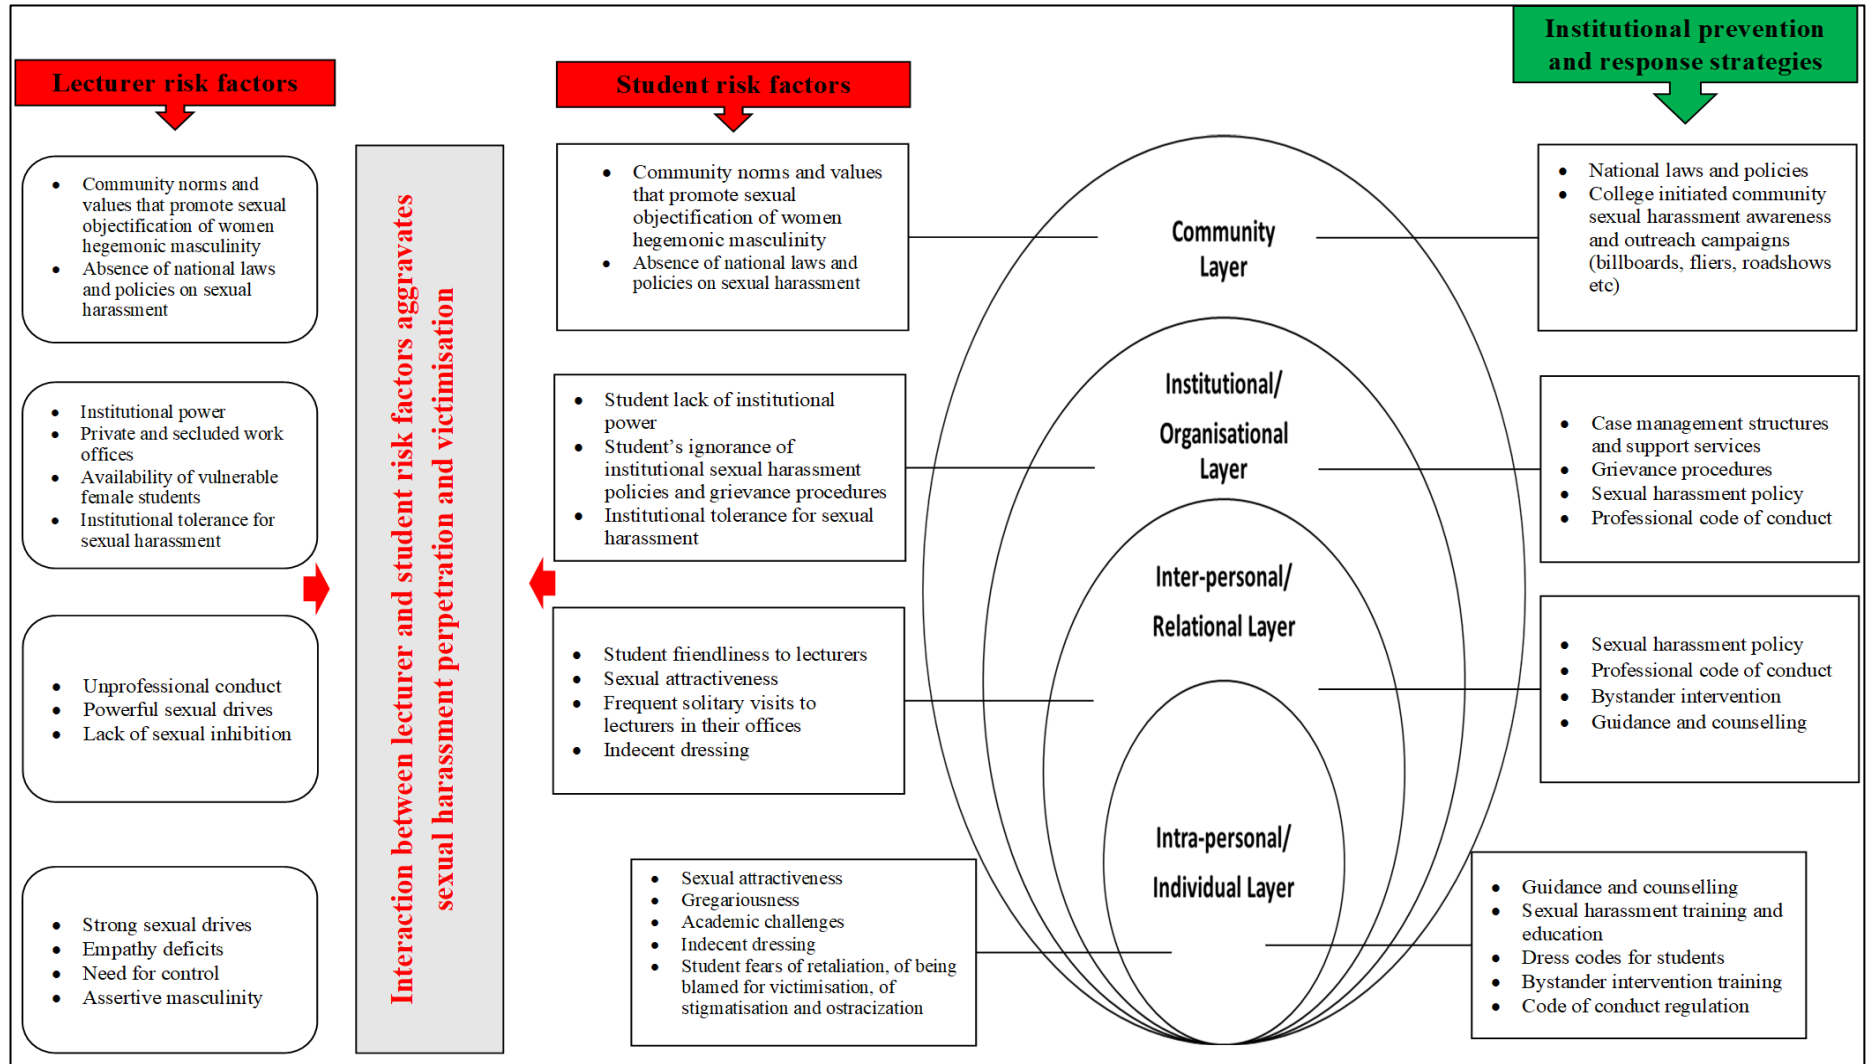 Lecturer risk factors
• Community norms and
values that promote sexual
objectification of women
hegemonic masculinity
• Absence of national laws
and policies on sexual
harassment
• Institutional power
• Private and secluded work
offices
• Availability of vulnerable
female students
• Institutional tolerance for
sexual harassment
• Unprofessional conduct
• Powerful sexual drives
• Lack of sexual inhibition
• Strong sexual drives
• Empathy deficits
• Need for control
• Assertive masculinity
Interaction between lecturer and student risk factors aggravates
sexual harassment perpetration and victimisation
Student risk factors
• Community norms and values
that promote sexual
objectification of women
hegemonic masculinity
• Absence of national laws and
policies on sexual harassment
• Student lack of institutional
power
• Student’s ignorance of
institutional sexual harassment
policies and grievance procedures
• Institutional tolerance for sexual
harassment
• Student friendliness to lecturers
• Sexual attractiveness
• Frequent solitary visits to
lecturers in their offices
• Indecent dressing
• Sexual attractiveness
• Gregariousness
• Academic challenges
• Indecent dressing
• Student fears of retaliation, of being
blamed for victimisation, of
stigmatisation and ostracization
Community
Layer
Institutional/
Organisational
Layer
Inter-personal/
Relational Layer
Intra-personal/
Individual Layer
Institutional prevention
and response strategies
• National laws and policies
• College initiated community
sexual harassment awareness
and outreach campaigns
(billboards, fliers, roadshows
etc)
• Case management structures
and support services
• Grievance procedures
• Sexual harassment policy
• Professional code of conduct
• Sexual harassment policy
• Professional code of conduct
• Bystander intervention
• Guidance and counselling
• Guidance and counselling
• Sexual harassment training and
education
• Dress codes for students
• Bystander intervention training
• Code of conduct regulation